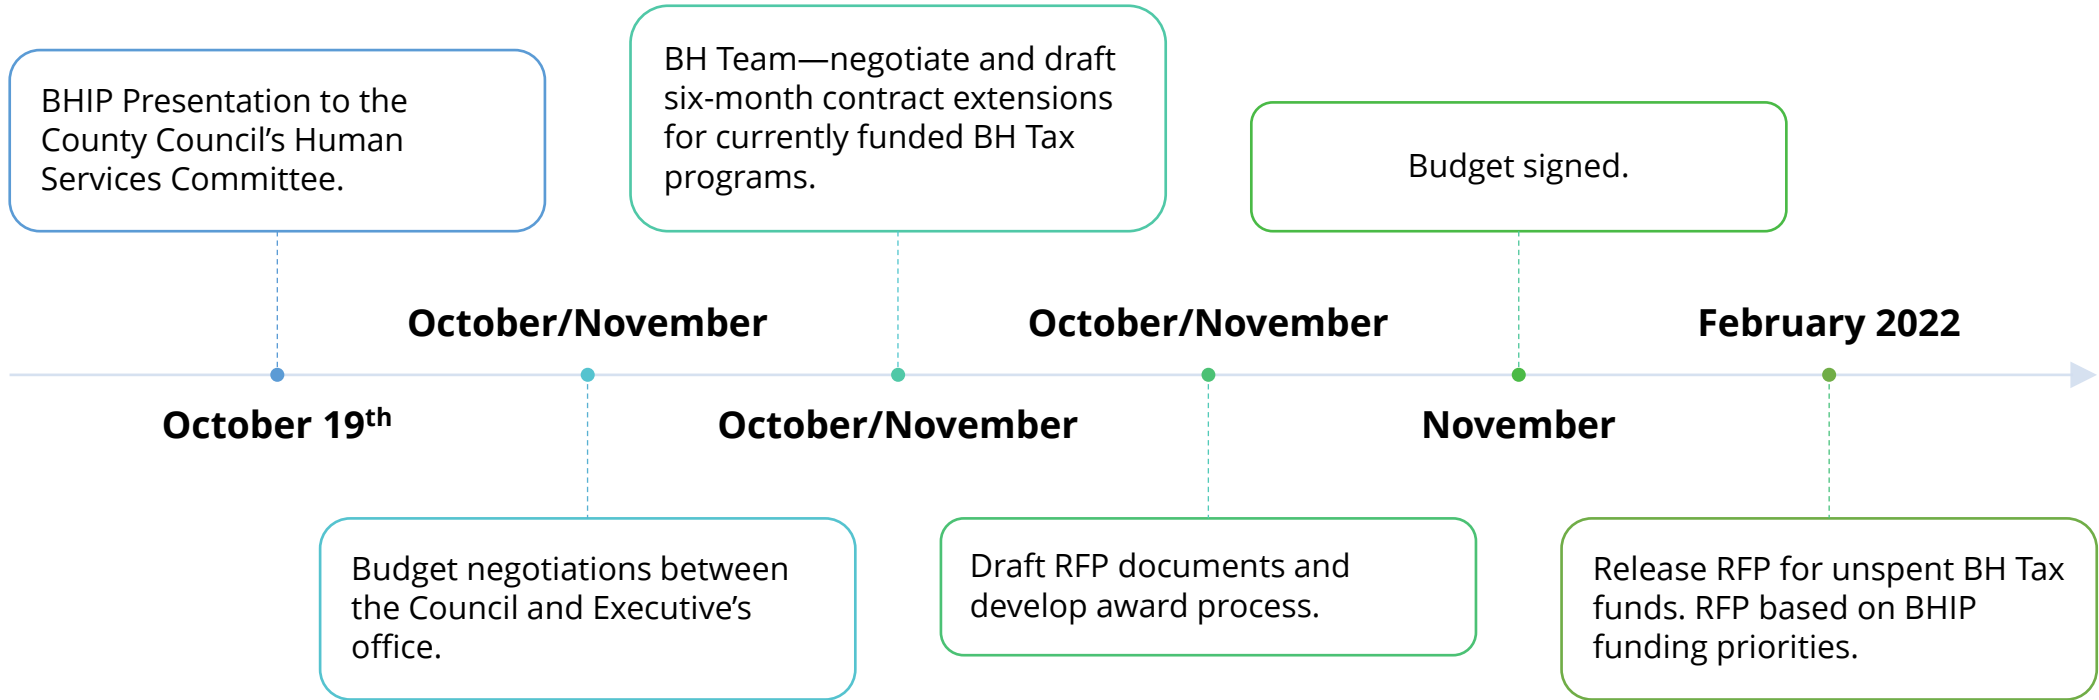 BHIP Presentation to the
County Council’s Human
Services Committee.
October 19th
October/November
Budget negotiations between
the Council and Executive’s
office.
BH Team—negotiate and draft
six-month contract extensions
for currently funded BH Tax
programs.
October/November
October/November
Draft RFP documents and
develop award process.
Budget signed.
November
February 2022
Release RFP for unspent BH Tax
funds. RFP based on BHIP
funding priorities.